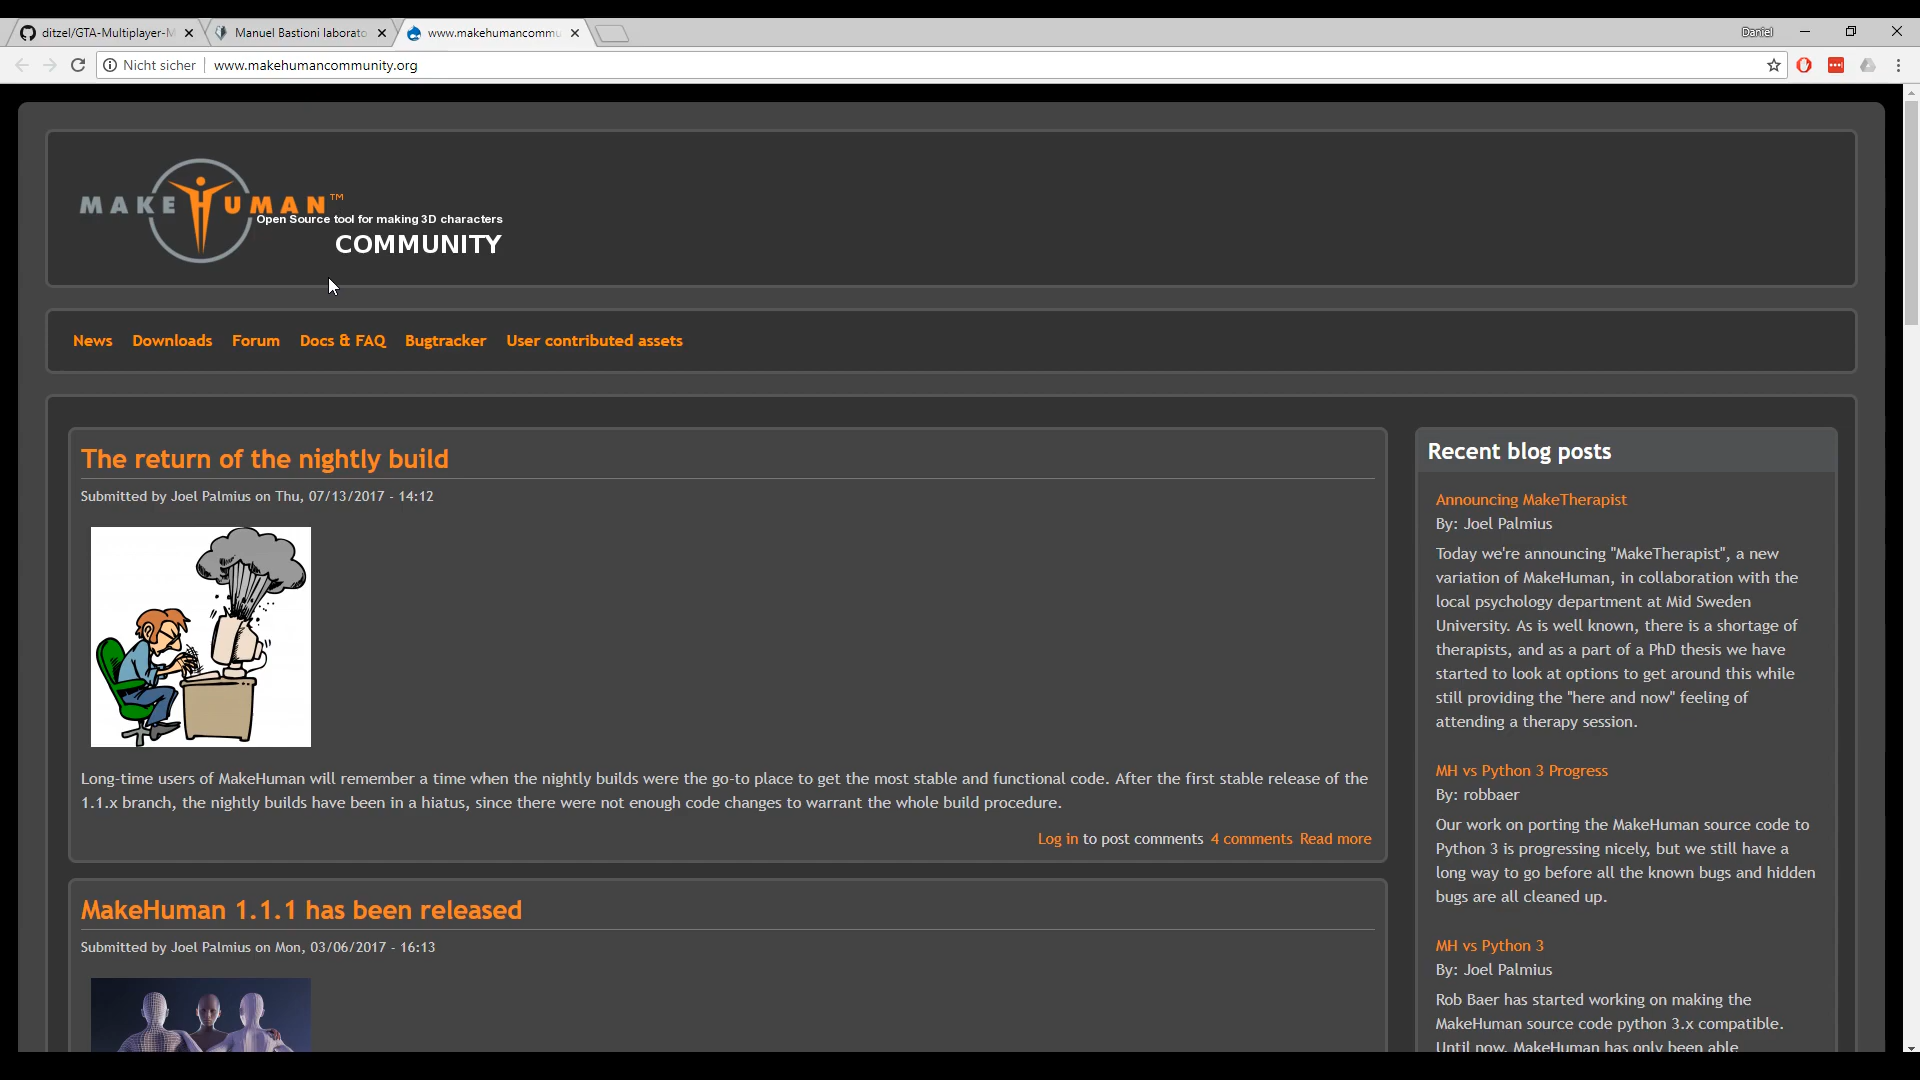 ditzel/GTA-Multiplayer-M
Manuel Bastioni laborato
www.makehumancommu
Daniel
Nicht sicher
www.makehumancommunity.org
MAKEHUMAN™
Open Source tool for making 3D characters
COMMUNITY
News Downloads Forum Docs & FAQ Bugtracker User contributed assets
The return of the nightly build
Submitted by Joel Palmius on Thu, 07/13/2017 - 14:12
Long-time users of MakeHuman will remember a time when the nightly builds were the go-to place to get the most stable and functional code. After the first stable release of the
1.1.x branch, the nightly builds have been in a hiatus, since there were not enough code changes to warrant the whole build procedure.
Log in to post comments 4 comments Read more
MakeHuman 1.1.1 has been released
Submitted by Joel Palmius on Mon, 03/06/2017 - 16:13
Recent blog posts
Announcing MakeTherapist
By: Joel Palmius
Today we're announcing "MakeTherapist", a new
variation of MakeHuman, in collaboration with the
local psychology department at Mid Sweden
University. As is well known, there is a shortage of
therapists, and as a part of a PhD thesis we have
started to look at options to get around this while
still providing the "here and now" feeling of
attending a therapy session.
MH vs Python 3 Progress
By: robbaer
Our work on porting the MakeHuman source code to
Python 3 is progressing nicely, but we still have a
long way to go before all the known bugs and hidden
bugs are all cleaned up.
MH vs Python 3
By: Joel Palmius
Rob Baer has started working on making the
MakeHuman source code python 3.x compatible.
Until now, MakeHuman has only been able